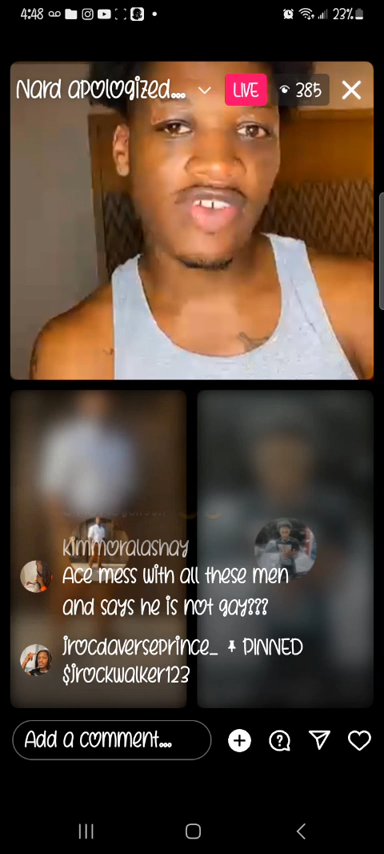 4:48
23%
Nard apologized...
LIVE
385
kimmoralashay
Ace mess with all these men
and says he is not gay???
jrocdaverseprince_ PINNED
$jrockwalker123
Add a comment...